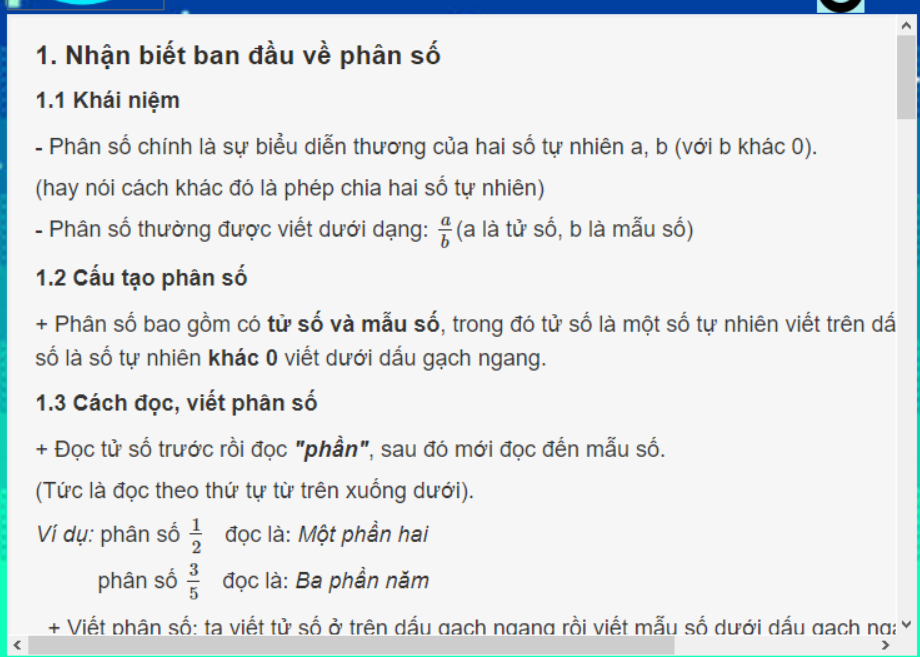 1. Nhận biết ban đầu về phân số
1.1 Khái niệm
- Phân số chính là sự biểu diễn thương của hai số tự nhiên a, b (với b khác 0).
(hay nói cách khác đó là phép chia hai số tự nhiên)
- Phân số thường được viết dưới dạng: a/b (a là tử số, b là mẫu số)
1.2 Cấu tạo phân số
+ Phân số bao gồm có tử số và mẫu số, trong đó tử số là một số tự nhiên viết trên
số là số tự nhiên khác 0 viết dưới dấu gạch ngang.
1.3 Cách đọc, viết phân số
+ Đọc tử số trước rồi đọc "phần", sau đó mới đọc đến mẫu số.
(Tức là đọc theo thứ tự từ trên xuống dưới).
Ví dụ: phân số 1/2 đọc là: Một phần hai
phân số 3/5 đọc là: Ba phần năm
+ Viết phân số: ta viết tử số ở trên dấu gạch ngang rồi viết mẫu số dưới dấu gạch